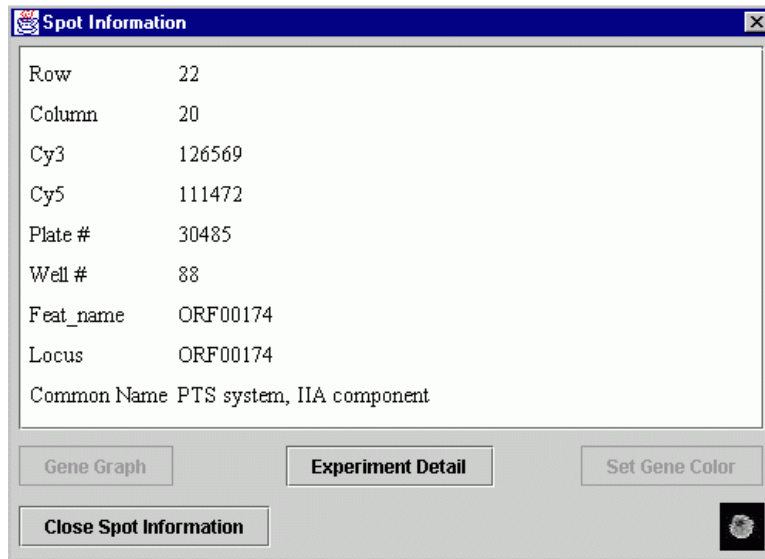 Spot Information
Row 22
Column 20
Cy3 126569
Cy5 111472
Plate # 30485
Well # 88
Feat_name ORF00174
Locus ORF00174
Common Name PTS system, IIA component
Gene Graph Experiment Detail Set Gene Color
Close Spot Information